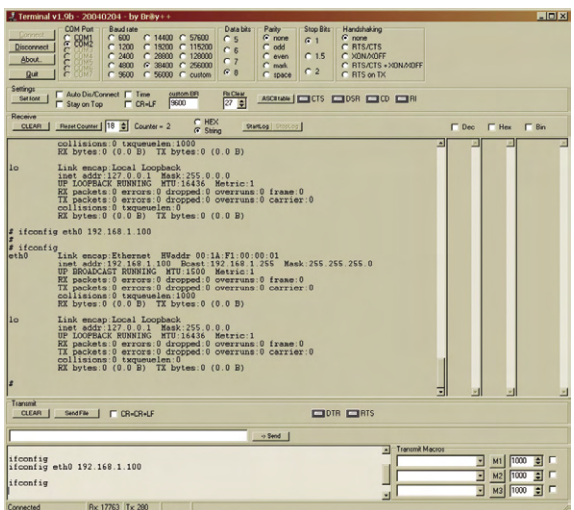 Terminal v1.9b - 20040204 - by Br@y++
Connect
Disconnect
About..
Quit
COM Port
COM1
COM2
Baud rate
600 14400 57600
1200 19200 115200
2400 28800 128000
4800 38400 256000
9600 56000 custom
Data bits
5
6
7
8
Parity
none
odd
even
mark
space
Stop Bits
1
1.5
2
Handshaking
none
RTS/CTS
XON/XOFF
RTS/CTS + XON/XOFF
RTS on TX
Settings
Set font
Auto Dis/Connect Time
Stay on Top CR=LF
custom BR
9600
Rx Clear
27
ASCII table CTS DSR CD RI
Receive
CLEAR Reset Counter 18 Counter = 2
HEX
String
StartLog StopLog
Dec Hex Bin
collisions:0 txqueuelen:1000
RX bytes:0 (0.0 B) TX bytes:0 (0.0 B)
lo Link encap:Local Loopback
inet addr:127.0.0.1 Mask:255.0.0.0
UP LOOPBACK RUNNING MTU:16436 Metric:1
RX packets:0 errors:0 dropped:0 overruns:0 frame:0
TX packets:0 errors:0 dropped:0 overruns:0 carrier:0
collisions:0 txqueuelen:0
RX bytes:0 (0.0 B) TX bytes:0 (0.0 B)
# ifconfig eth0 192.168.1.100
#
# ifconfig
eth0 Link encap:Ethernet HWaddr 00:1A:F1:00:00:01
inet addr:192.168.1.100 Bcast:192.168.1.255 Mask:255.255.255.0
UP BROADCAST RUNNING MTU:1500 Metric:1
RX packets:0 errors:0 dropped:0 overruns:0 frame:0
TX packets:0 errors:0 dropped:0 overruns:0 carrier:0
collisions:0 txqueuelen:1000
RX bytes:0 (0.0 B) TX bytes:0 (0.0 B)
lo Link encap:Local Loopback
inet addr:127.0.0.1 Mask:255.0.0.0
UP LOOPBACK RUNNING MTU:16436 Metric:1
RX packets:0 errors:0 dropped:0 overruns:0 frame:0
TX packets:0 errors:0 dropped:0 overruns:0 carrier:0
collisions:0 txqueuelen:0
RX bytes:0 (0.0 B) TX bytes:0 (0.0 B)
#
Transmit
CLEAR Send File CR=CR+LF DTR RTS
-> Send
ifconfig
ifconfig eth0 192.168.1.100
ifconfig
Transmit Macros
M1 1000
M2 1000
M3 1000
Connected Rx: 17763 Tx: 280